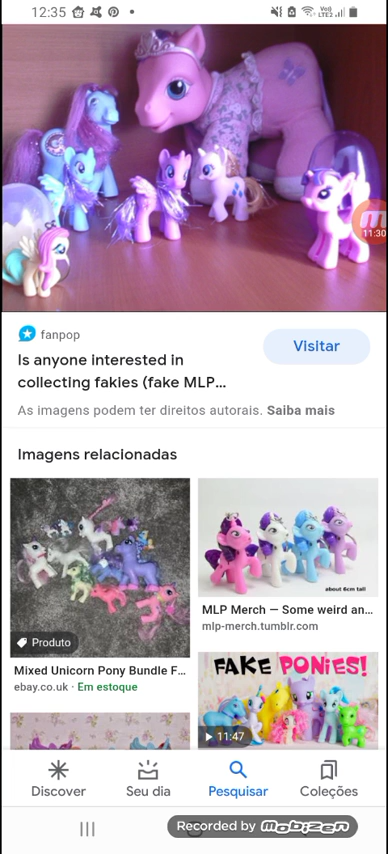 12:35
Vo))
LTE2
11:30
fanpop
Is anyone interested in
collecting fakies (fake MLP...
Visitar
As imagens podem ter direitos autorais. Saiba mais
Imagens relacionadas
Produto
Mixed Unicorn Pony Bundle F...
ebay.co.uk · Em estoque
about 6cm tall
MLP Merch — Some weird an...
mlp-merch.tumblr.com
FAKE PONIES!
11:47
Discover
Seu dia
Pesquisar
Coleções
Recorded by mobizen